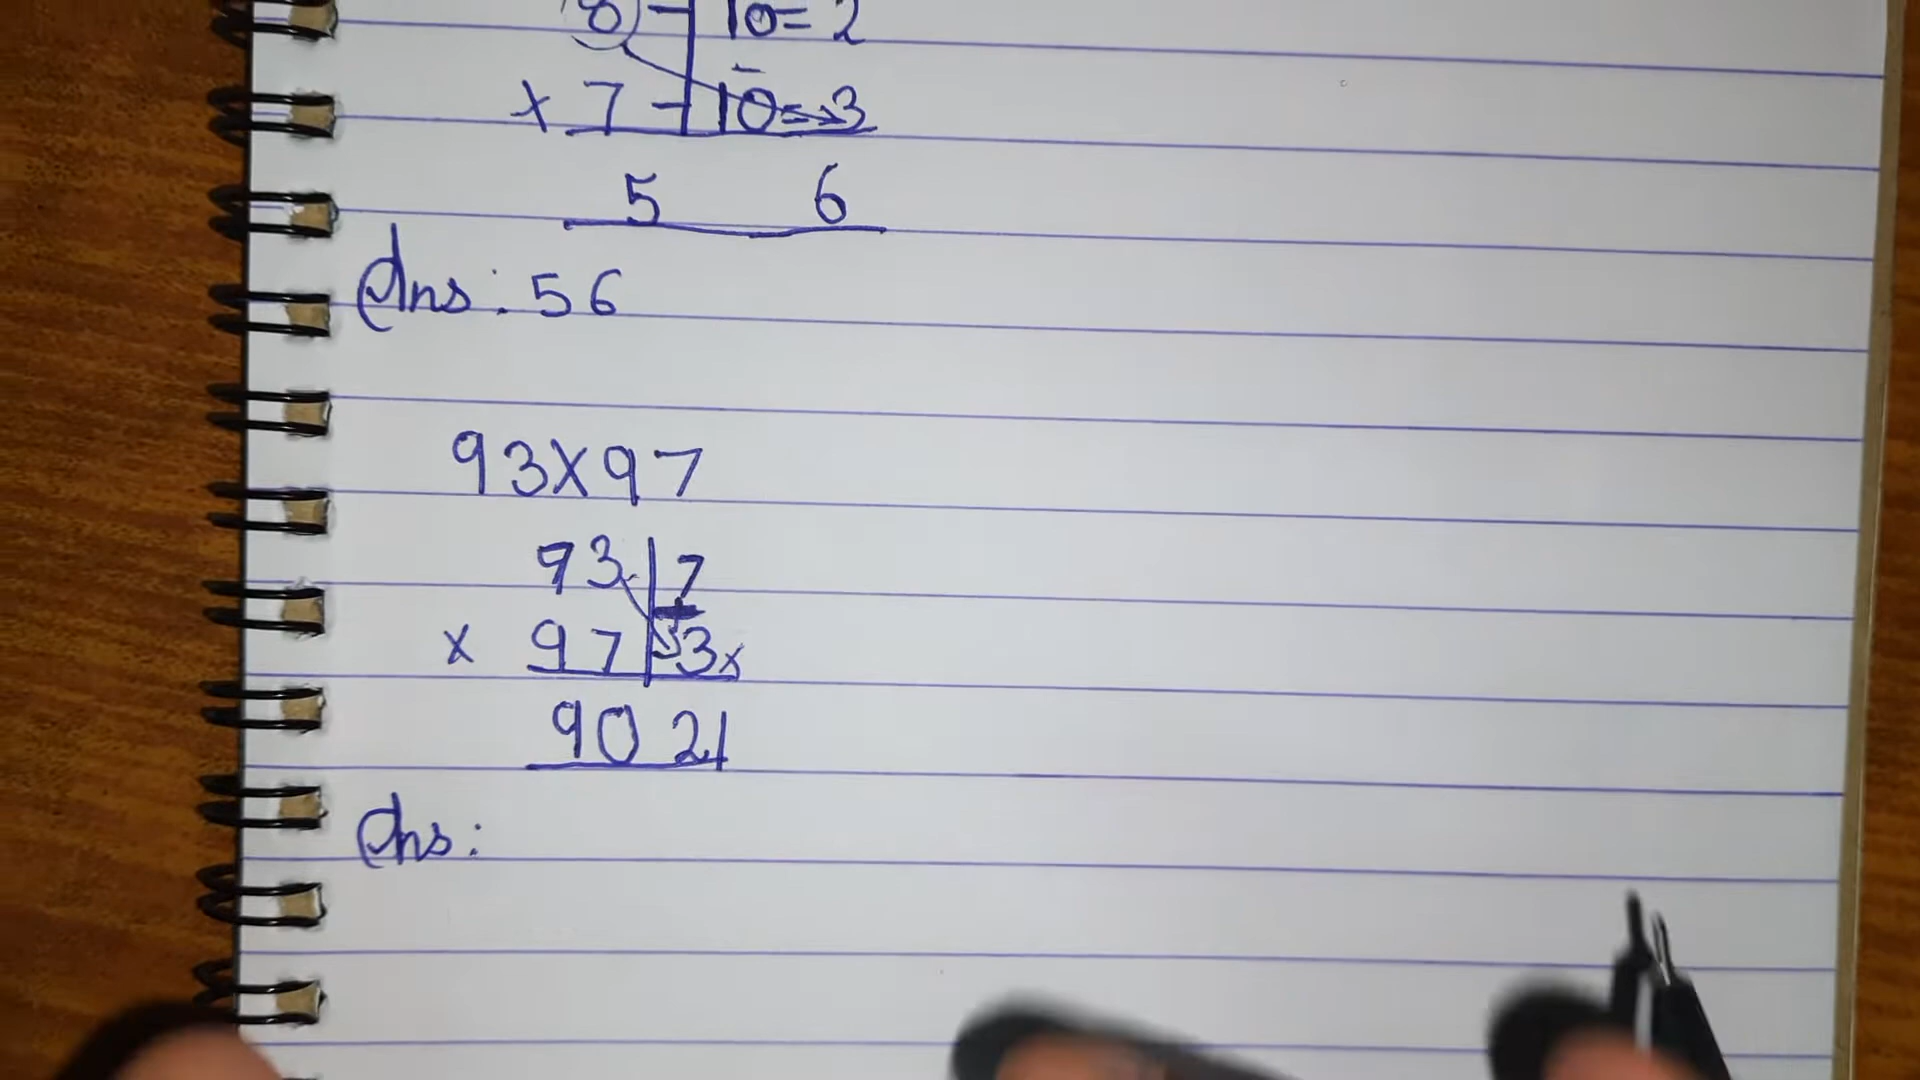 8 - | 10 = 2
x 7 - | 10 = 3
5 6
Ans : 56
93x97
93 | 7
x 97 | 3x
90 21
Ans :